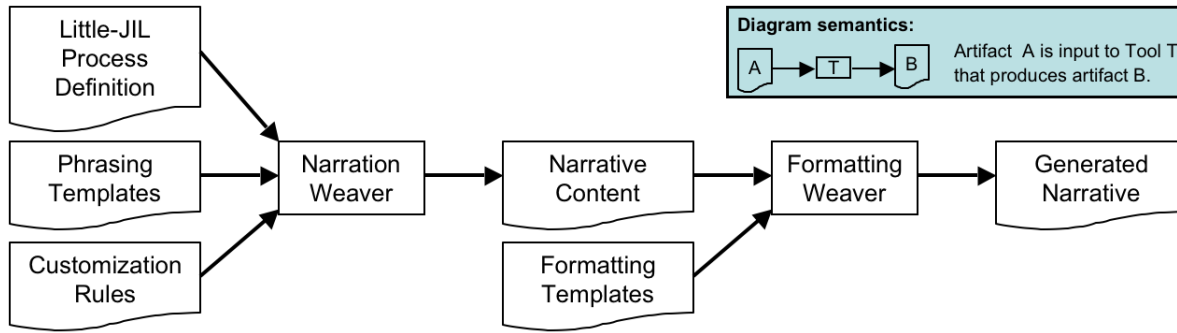 Little-JIL
Process
Definition
Phrasing
Templates
Customization
Rules
Narration
Weaver
Narrative
Content
Formatting
Templates
Formatting
Weaver
Generated
Narrative
Diagram semantics:
A
T
B
Artifact A is input to Tool T
that produces artifact B.